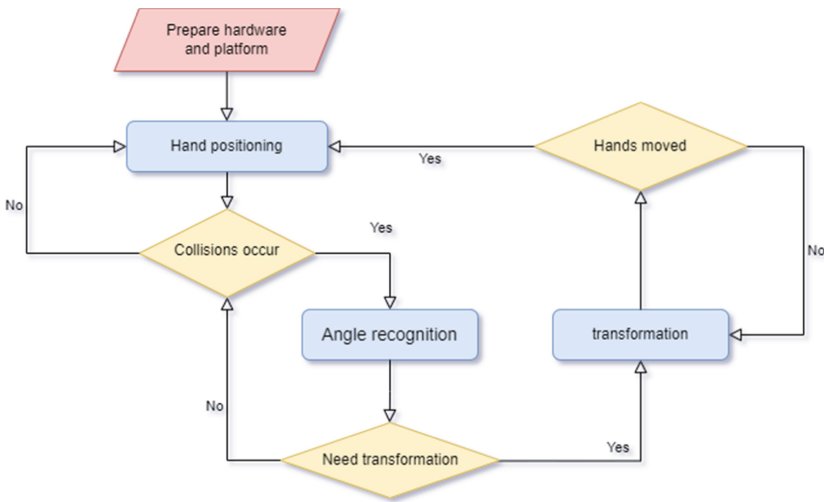 Prepare hardware
and platform
Hand positioning
Hands moved
Yes
No
Collisions occur
Yes
No
Angle recognition
transformation
No
Need transformation
Yes